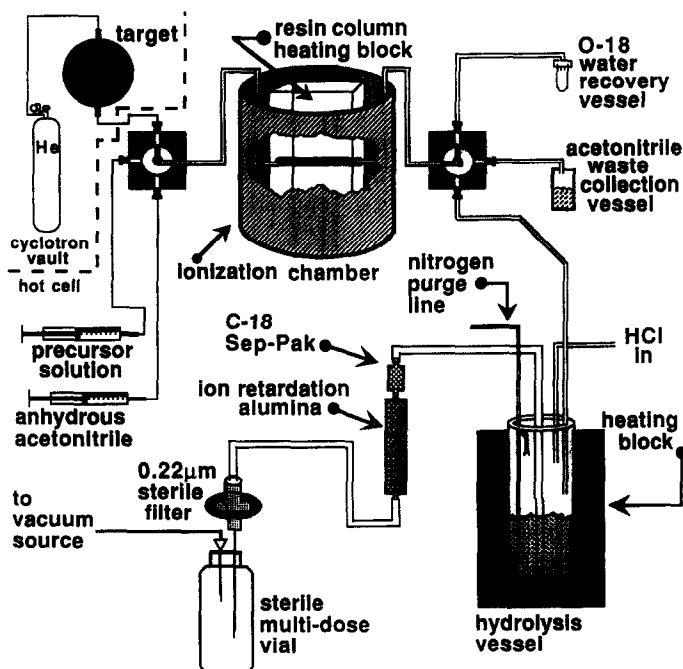 target
resin column
heating block
O-18
water
recovery
vessel
He
acetonitrile
waste
collection
vessel
cyclotron
vault
hot cell
ionization chamber
nitrogen
purge
line
C-18
Sep-Pak
HCl
in
precursor
solution
ion retardation
alumina
anhydrous
acetonitrile
heating
block
0.22μm
sterile
filter
to
vacuum
source
sterile
multi-dose
vial
hydrolysis
vessel